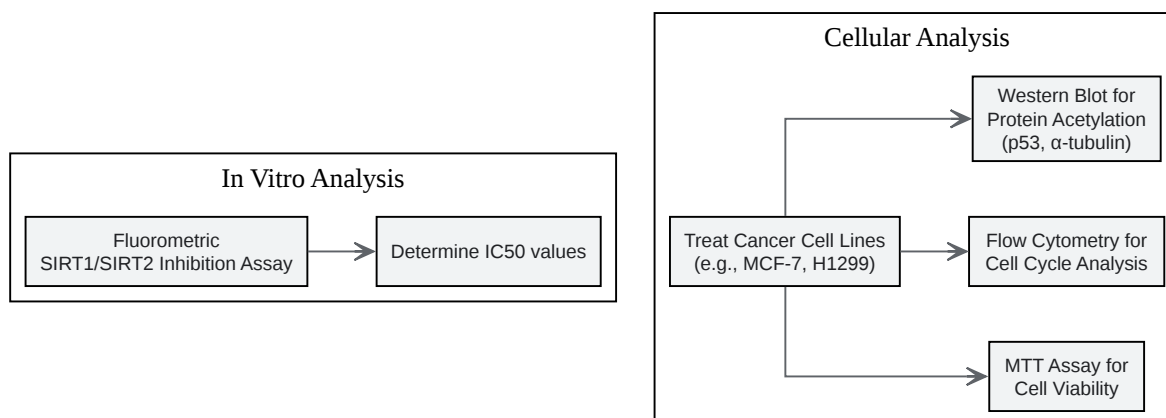 In Vitro Analysis
Fluorometric
SIRT1/SIRT2 Inhibition Assay
Determine IC50 values
Cellular Analysis
Treat Cancer Cell Lines
(e.g., MCF-7, H1299)
Western Blot for
Protein Acetylation
(p53, α-tubulin)
Flow Cytometry for
Cell Cycle Analysis
MTT Assay for
Cell Viability